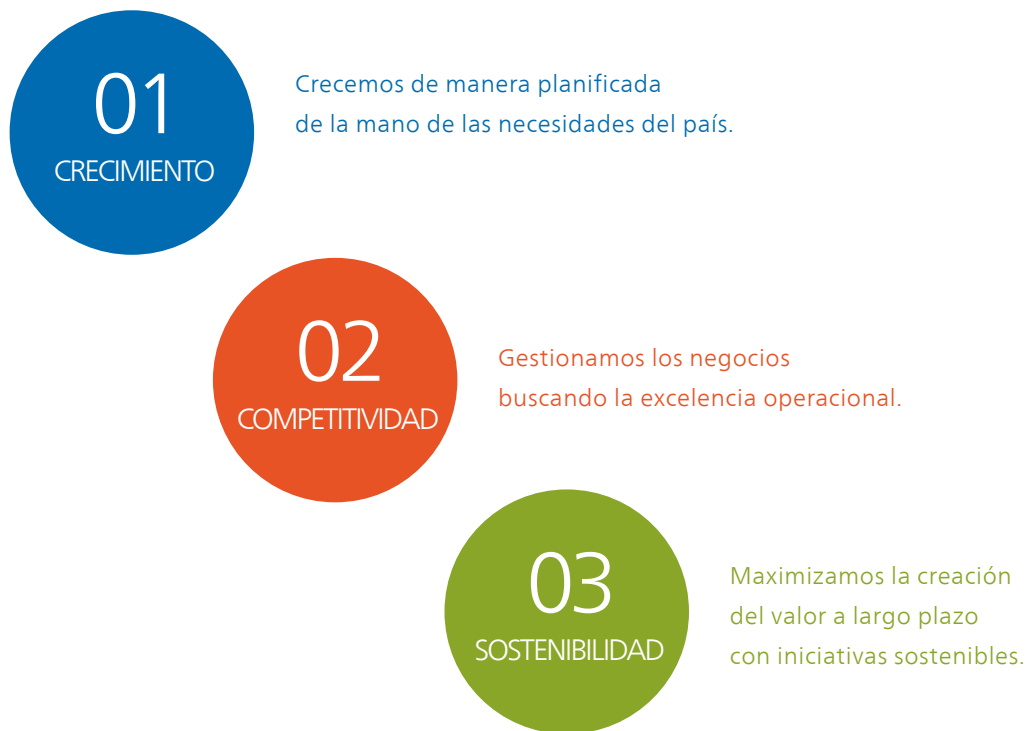 01
CRECIMIENTO
Crecemos de manera planificada
de la mano de las necesidades del país.
02
COMPETITIVIDAD
Gestionamos los negocios
buscando la excelencia operacional.
03
SOSTENIBILIDAD
Maximizamos la creación
del valor a largo plazo
con iniciativas sostenibles.